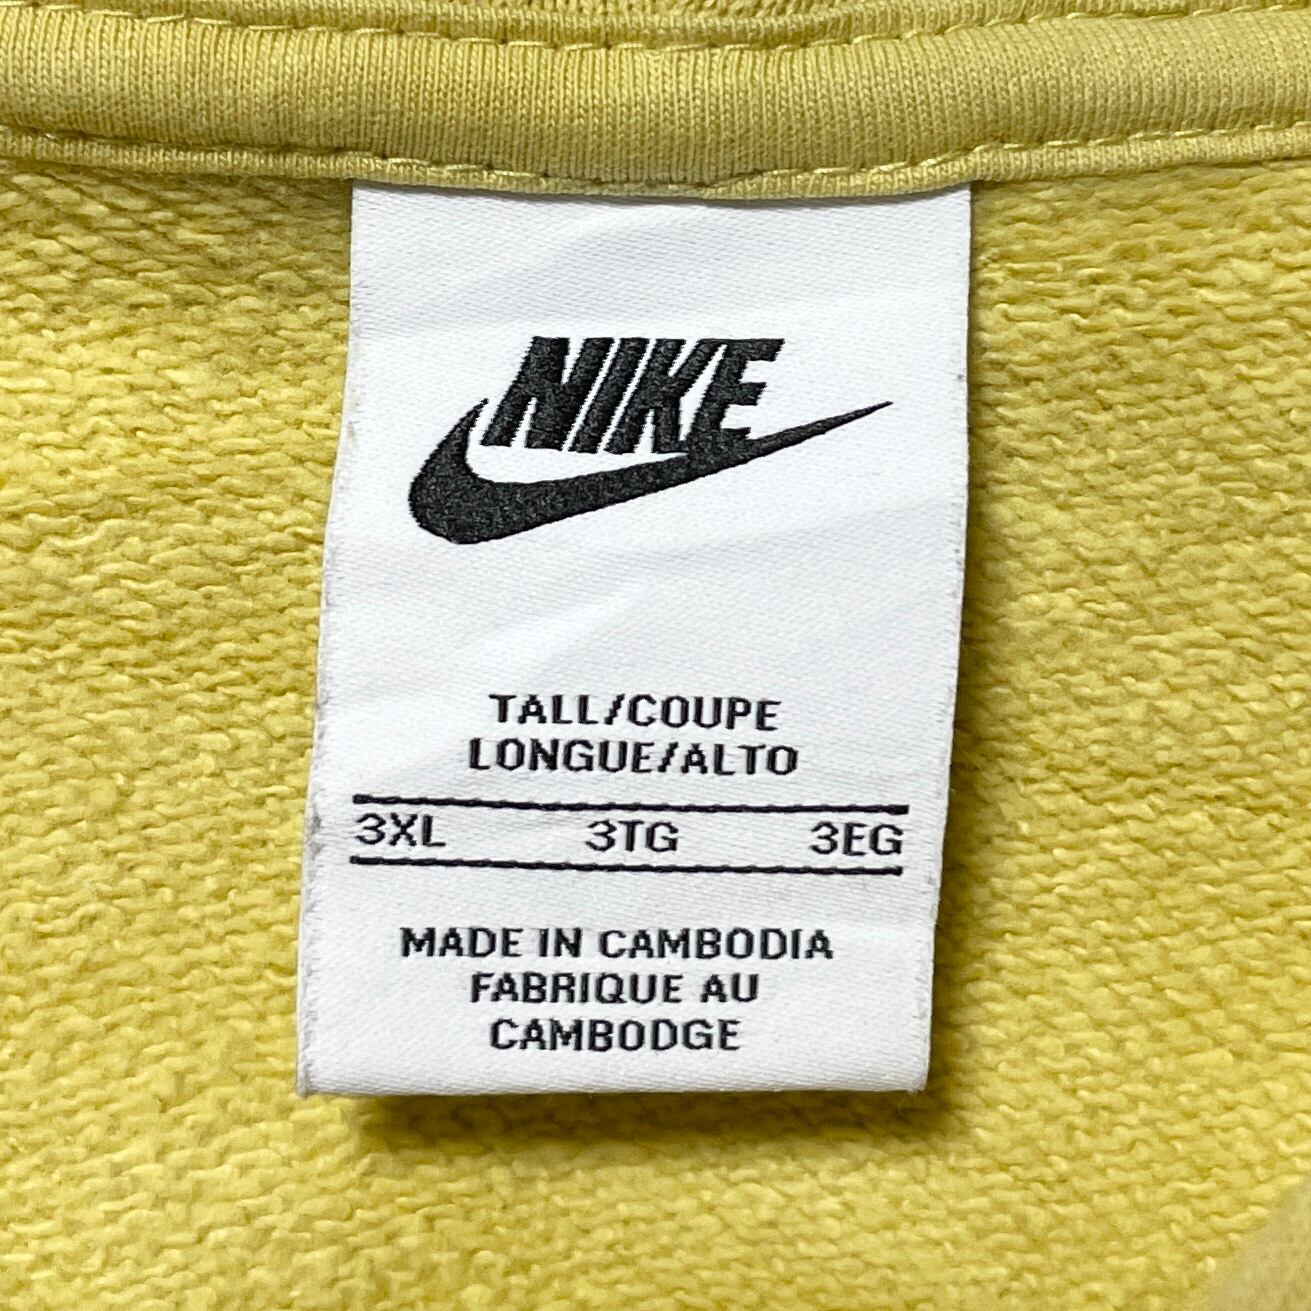 NIKE
TALL/COUPE
LONGUE/ALTO
3XL 3TG 3EG
MADE IN CAMBODIA
FABRIQUE AU
CAMBODGE